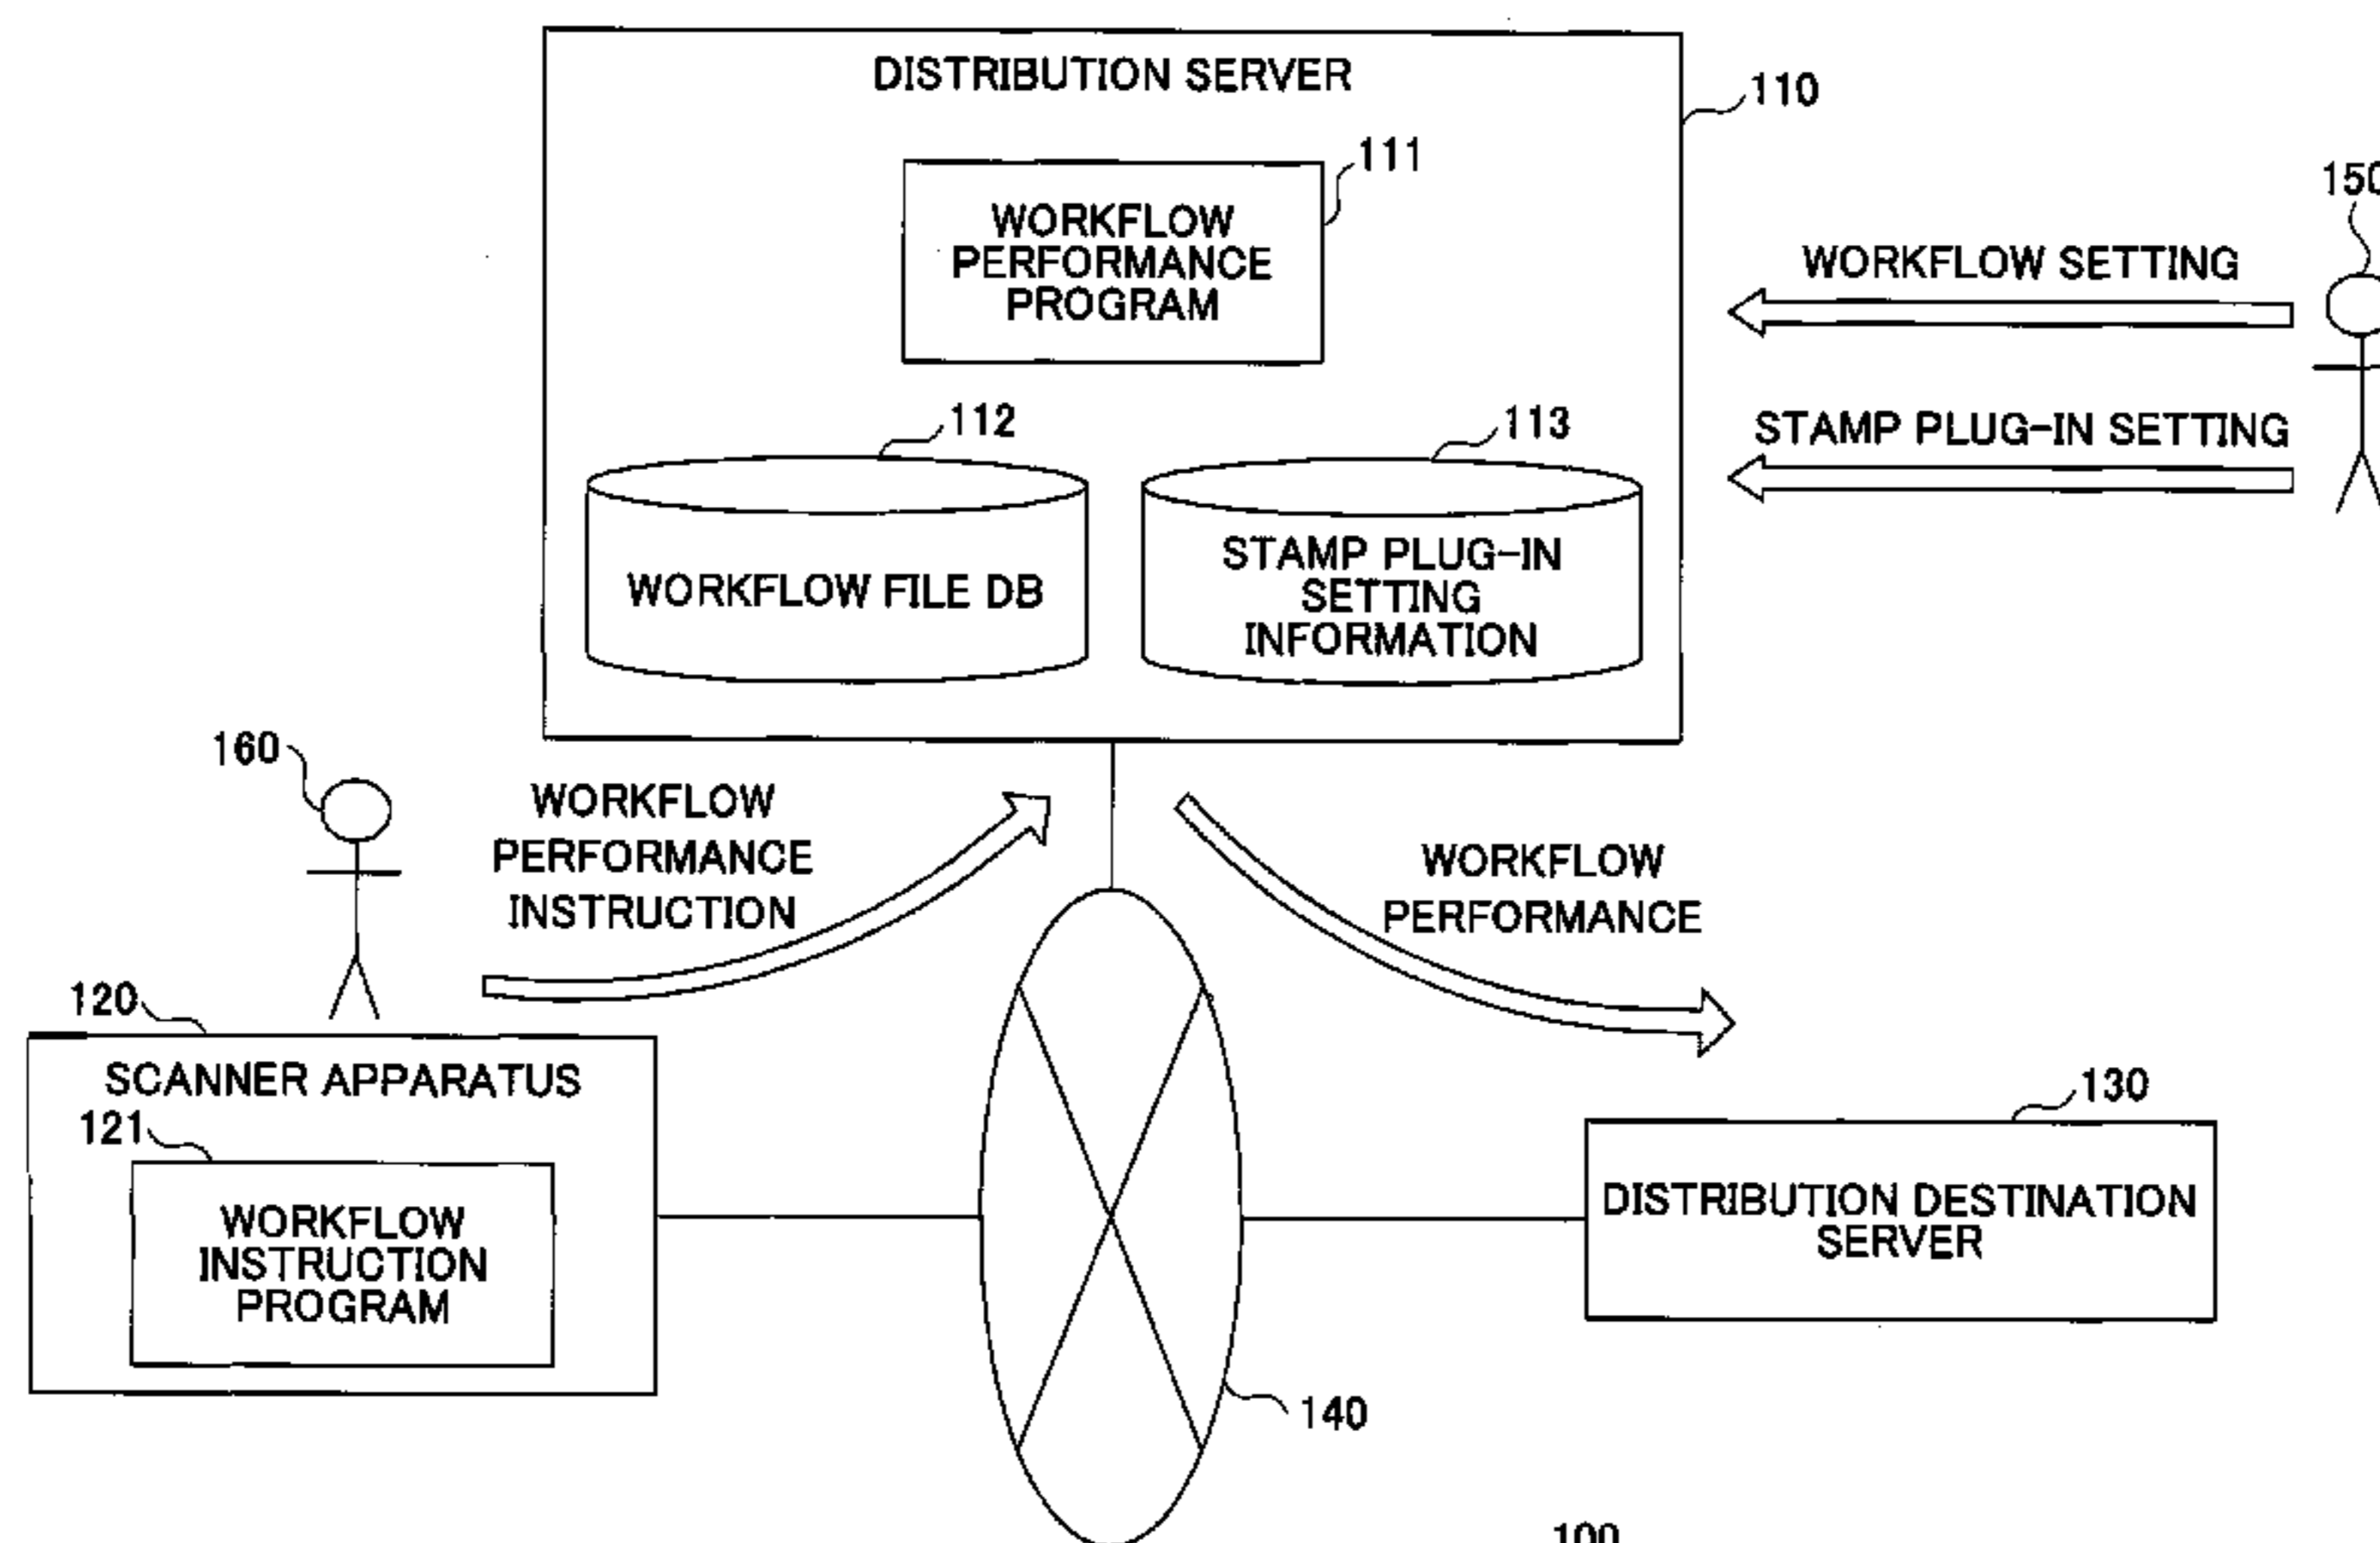 DISTRIBUTION SERVER
110
111
WORKFLOW
PERFORMANCE
PROGRAM
150
WORKFLOW SETTING
STAMP PLUG-IN SETTING
112
113
WORKFLOW FILE DB
STAMP PLUG-IN
SETTING
INFORMATION
160
WORKFLOW
PERFORMANCE
INSTRUCTION
WORKFLOW
PERFORMANCE
120
SCANNER APPARATUS
121
WORKFLOW
INSTRUCTION
PROGRAM
130
DISTRIBUTION DESTINATION
SERVER
140
100